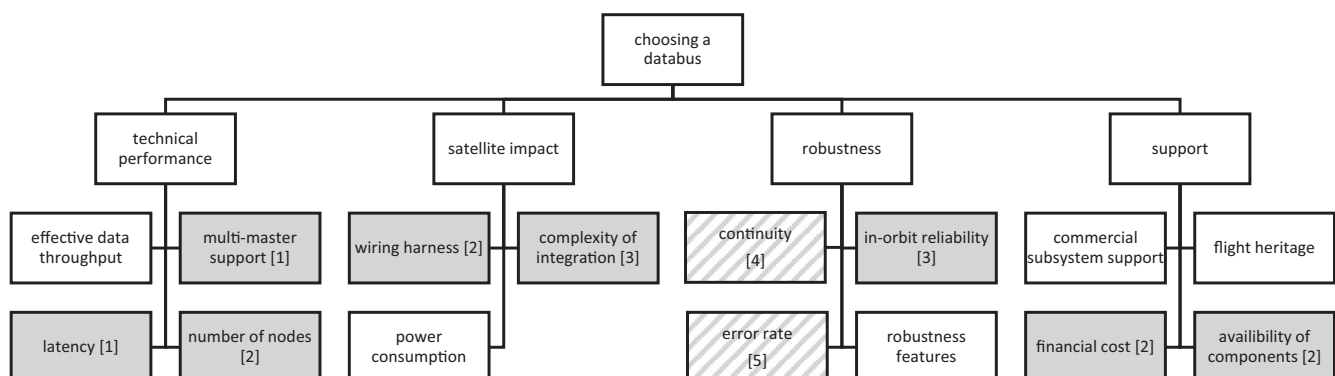 choosing a
databus
technical
performance
satellite impact
robustness
support
effective data
throughput
multi-master
support [1]
wiring harness [2]
complexity of
integration [3]
continuity
[4]
in-orbit reliability
[3]
commercial
subsystem support
flight heritage
latency [1]
number of nodes
[2]
power
consumption
error rate
[5]
robustness
features
financial cost [2]
availibility of
components [2]